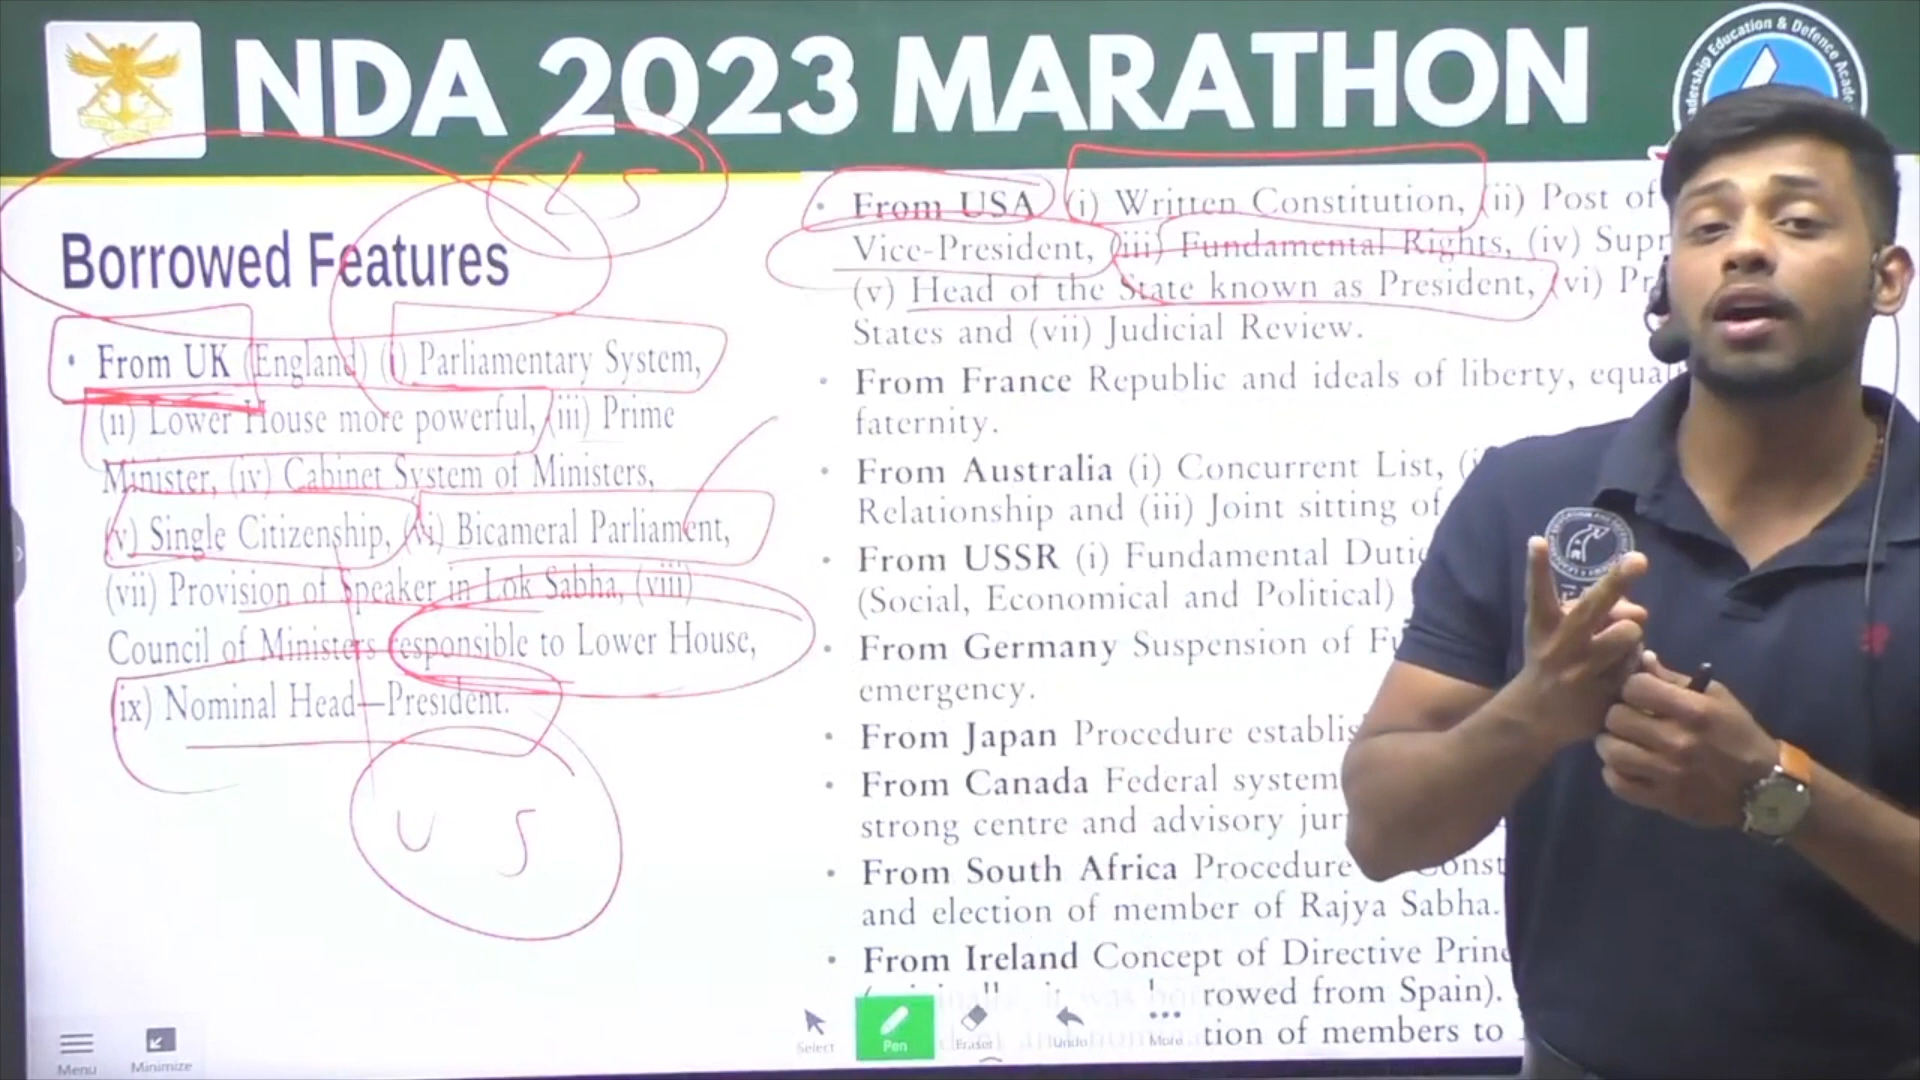 NDA 2023 MARATHON
Leadership Education & Defence Acade
Borrowed Features
• From UK (England) (i) Parliamentary System,
(ii) Lower House more powerful, (iii) Prime
Minister, (iv) Cabinet System of Ministers,
(v) Single Citizenship, (vi) Bicameral Parliament,
(vii) Provision of Speaker in Lok Sabha, (viii)
Council of Ministers responsible to Lower House,
ix) Nominal Head—President.
U S
• From USA (i) Written Constitution, (ii) Post of
Vice-President, (iii) Fundamental Rights, (iv) Supr
(v) Head of the State known as President, (vi) Pr
States and (vii) Judicial Review.
• From France Republic and ideals of liberty, equa
faternity.
• From Australia (i) Concurrent List, (i
Relationship and (iii) Joint sitting of
• From USSR (i) Fundamental Dutie
(Social, Economical and Political)
• From Germany Suspension of Fu
emergency.
• From Japan Procedure establis
• From Canada Federal system
strong centre and advisory jur
• From South Africa Procedure Const
and election of member of Rajya Sabha.
• From Ireland Concept of Directive Princ
rowed from Spain).
tion of members to
Menu
Minimize
Select
Pen
Eraser
Undo
More